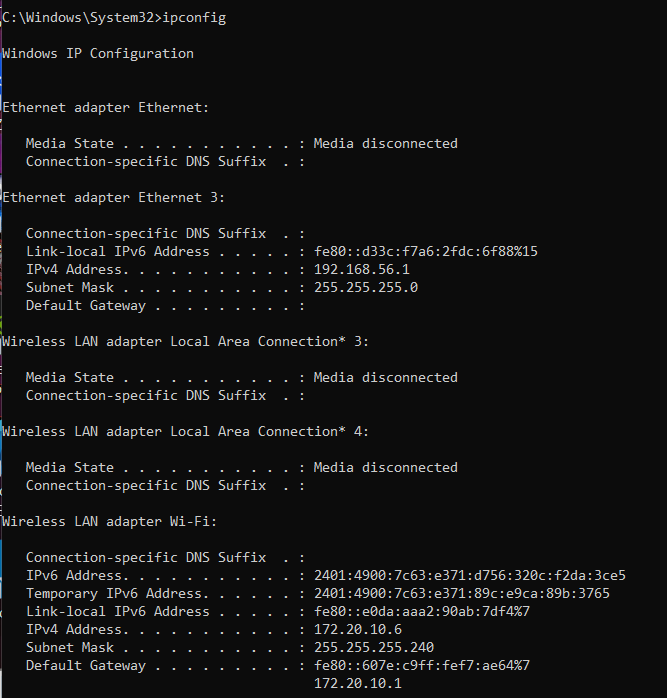 C:\Windows\System32>ipconfig
Windows IP Configuration
Ethernet adapter Ethernet:
Media State . . . . . . . . . . . : Media disconnected
Connection-specific DNS Suffix  . :
Ethernet adapter Ethernet 3:
Connection-specific DNS Suffix  . :
Link-local IPv6 Address . . . . . : fe80::d33c:f7a6:2fdc:6f88%15
IPv4 Address. . . . . . . . . . . : 192.168.56.1
Subnet Mask . . . . . . . . . . . : 255.255.255.0
Default Gateway . . . . . . . . . :
Wireless LAN adapter Local Area Connection* 3:
Media State . . . . . . . . . . . : Media disconnected
Connection-specific DNS Suffix  . :
Wireless LAN adapter Local Area Connection* 4:
Media State . . . . . . . . . . . : Media disconnected
Connection-specific DNS Suffix  . :
Wireless LAN adapter Wi-Fi:
Connection-specific DNS Suffix  . :
IPv6 Address. . . . . . . . . . . : 2401:4900:7c63:e371:d756:320c:f2da:3ce5
Temporary IPv6 Address. . . . . . : 2401:4900:7c63:e371:89c:e9ca:89b:3765
Link-local IPv6 Address . . . . . : fe80::e0da:aaa2:90ab:7df4%7
IPv4 Address. . . . . . . . . . . : 172.20.10.6
Subnet Mask . . . . . . . . . . . : 255.255.255.240
Default Gateway . . . . . . . . . : fe80::607e:c9ff:fef7:ae64%7
172.20.10.1